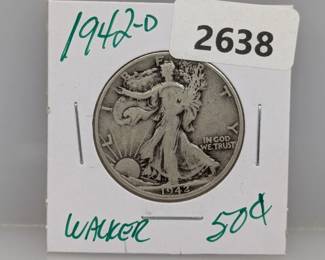 1942-D
2638
LIBERTY
IN GOD
WE TRUST
1942
WALKER 50¢